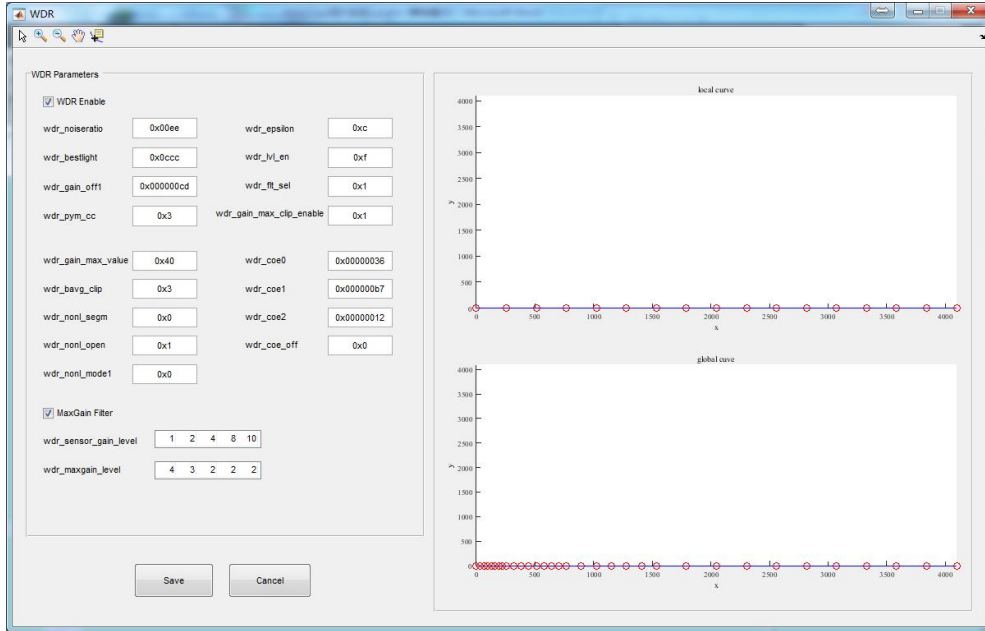 WDR
WDR Parameters
WDR Enable
wdr_noiseratio 0x00ee wdr_epsilon 0xc
wdr_bestlight 0x0ccc wdr_lvl_en 0xf
wdr_gain_off1 0x000000cd wdr_flt_sel 0x1
wdr_pym_cc 0x3 wdr_gain_max_clip_enable 0x1
wdr_gain_max_value 0x40 wdr_coe0 0x00000036
wdr_bavg_clip 0x3 wdr_coe1 0x000000b7
wdr_nonl_segm 0x0 wdr_coe2 0x00000012
wdr_nonl_open 0x1 wdr_coe_off 0x0
wdr_nonl_mode1 0x0
MaxGain Filter
wdr_sensor_gain_level 1 2 4 8 10
wdr_maxgain_level 4 3 2 2 2
Save Cancel
local curve
4000
3500
3000
2500
y 2000
1500
1000
500
0
0 500 1000 1500 2000 2500 3000 3500 4000
x
global cuve
4000
3500
3000
2500
y 2000
1500
1000
500
0
0 500 1000 1500 2000 2500 3000 3500 4000
x